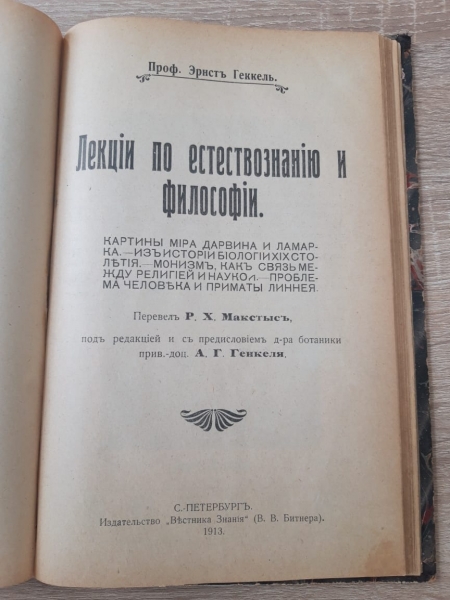 Проф. Эрнстъ Геккель.
Лекціи по естествознанію и
философіи.
КАРТИНЫ МІРА ДАРВИНА И ЛАМАР-
КА.—ИЗЪ ИСТОРІИ БІОЛОГІИ XIX СТО-
ЛѢТІЯ.—МОНИЗМЪ, КАКЪ СВЯЗЬ МЕ-
ЖДУ РЕЛИГІЕЙ И НАУКОЙ.—ПРОБЛЕ-
МА ЧЕЛОВѢКА И ПРИМАТЫ ЛИННЕЯ.
Перевелъ Р. Х. Макстысъ,
подъ редакціей и съ предисловіемъ д-ра ботаники
прив.-доц. А. Г. Генкеля,
С.-ПЕТЕРБУРГЪ.
Издательство „Вѣстника Знанія" (В. В. Битнера).
1913.